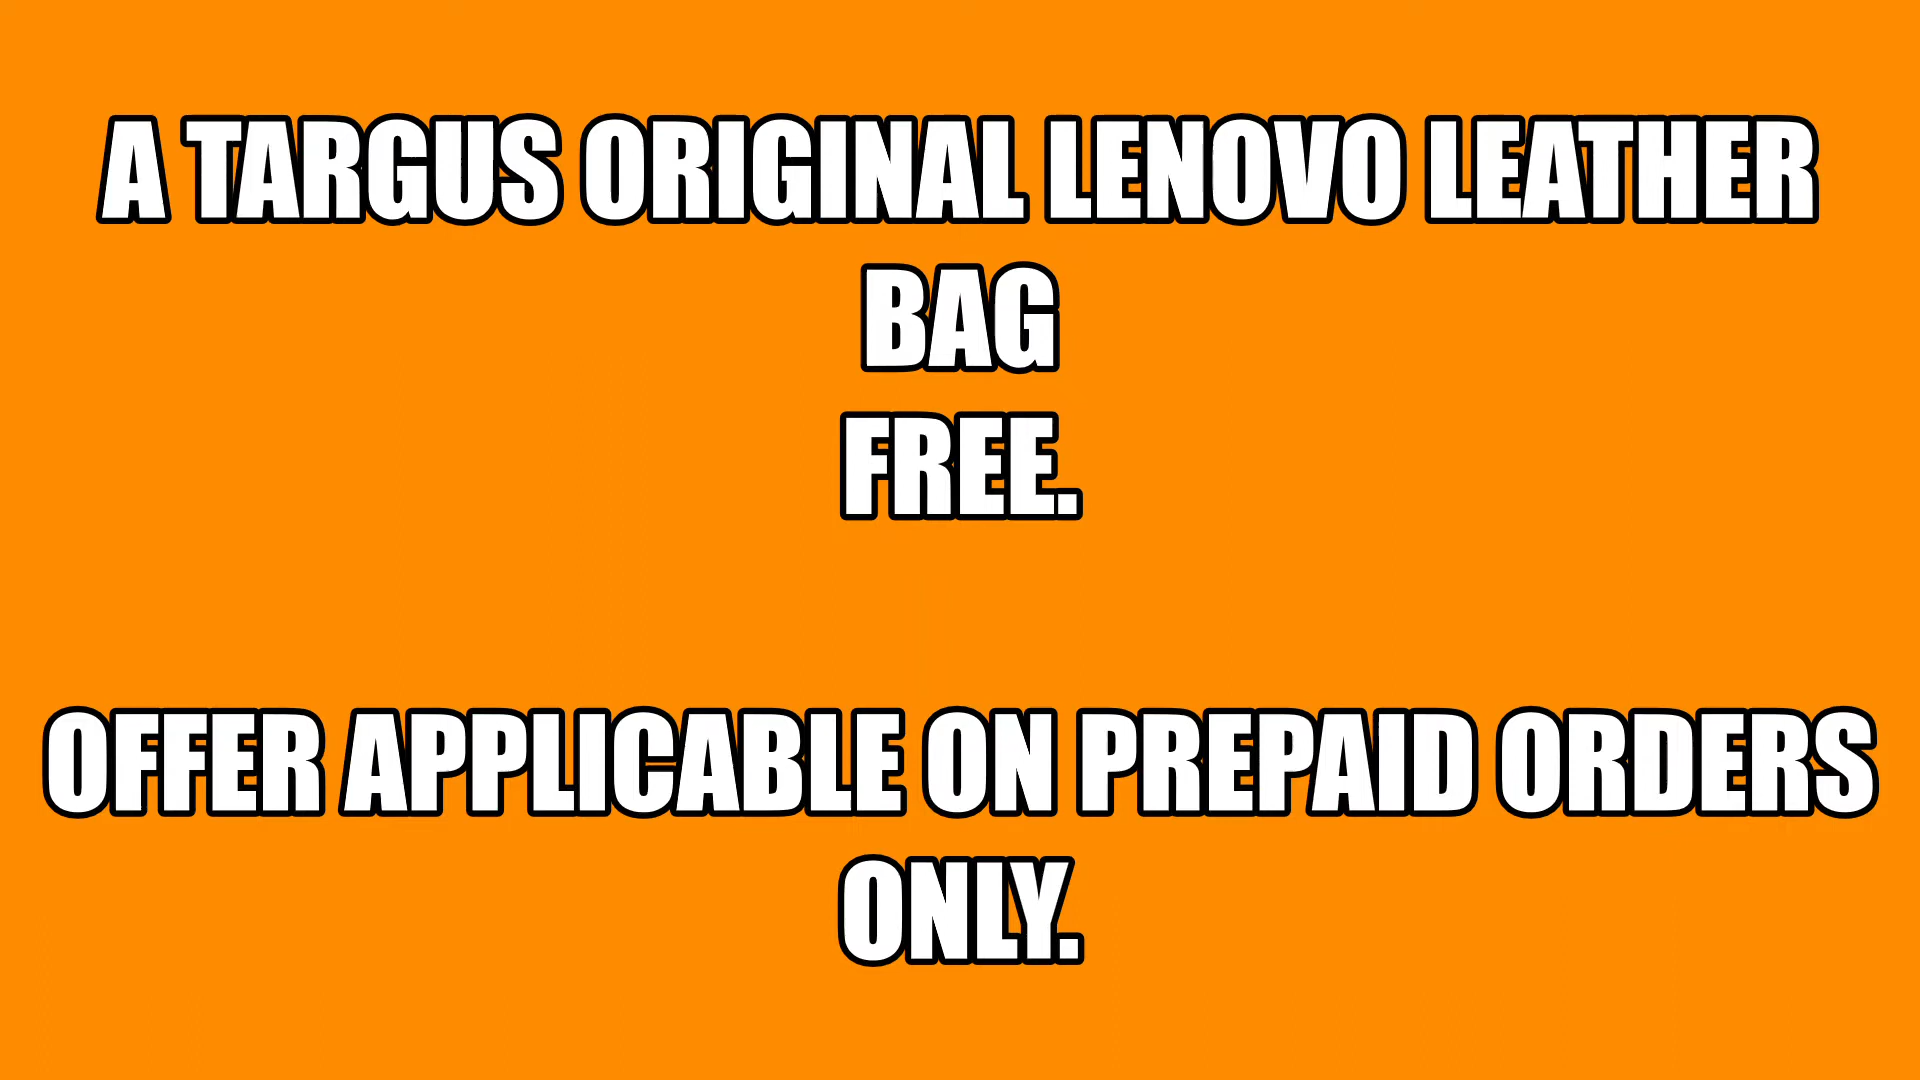 A TARGUS ORIGINAL LENOVO LEATHER
BAG
FREE.
OFFER APPLICABLE ON PREPAID ORDERS
ONLY.